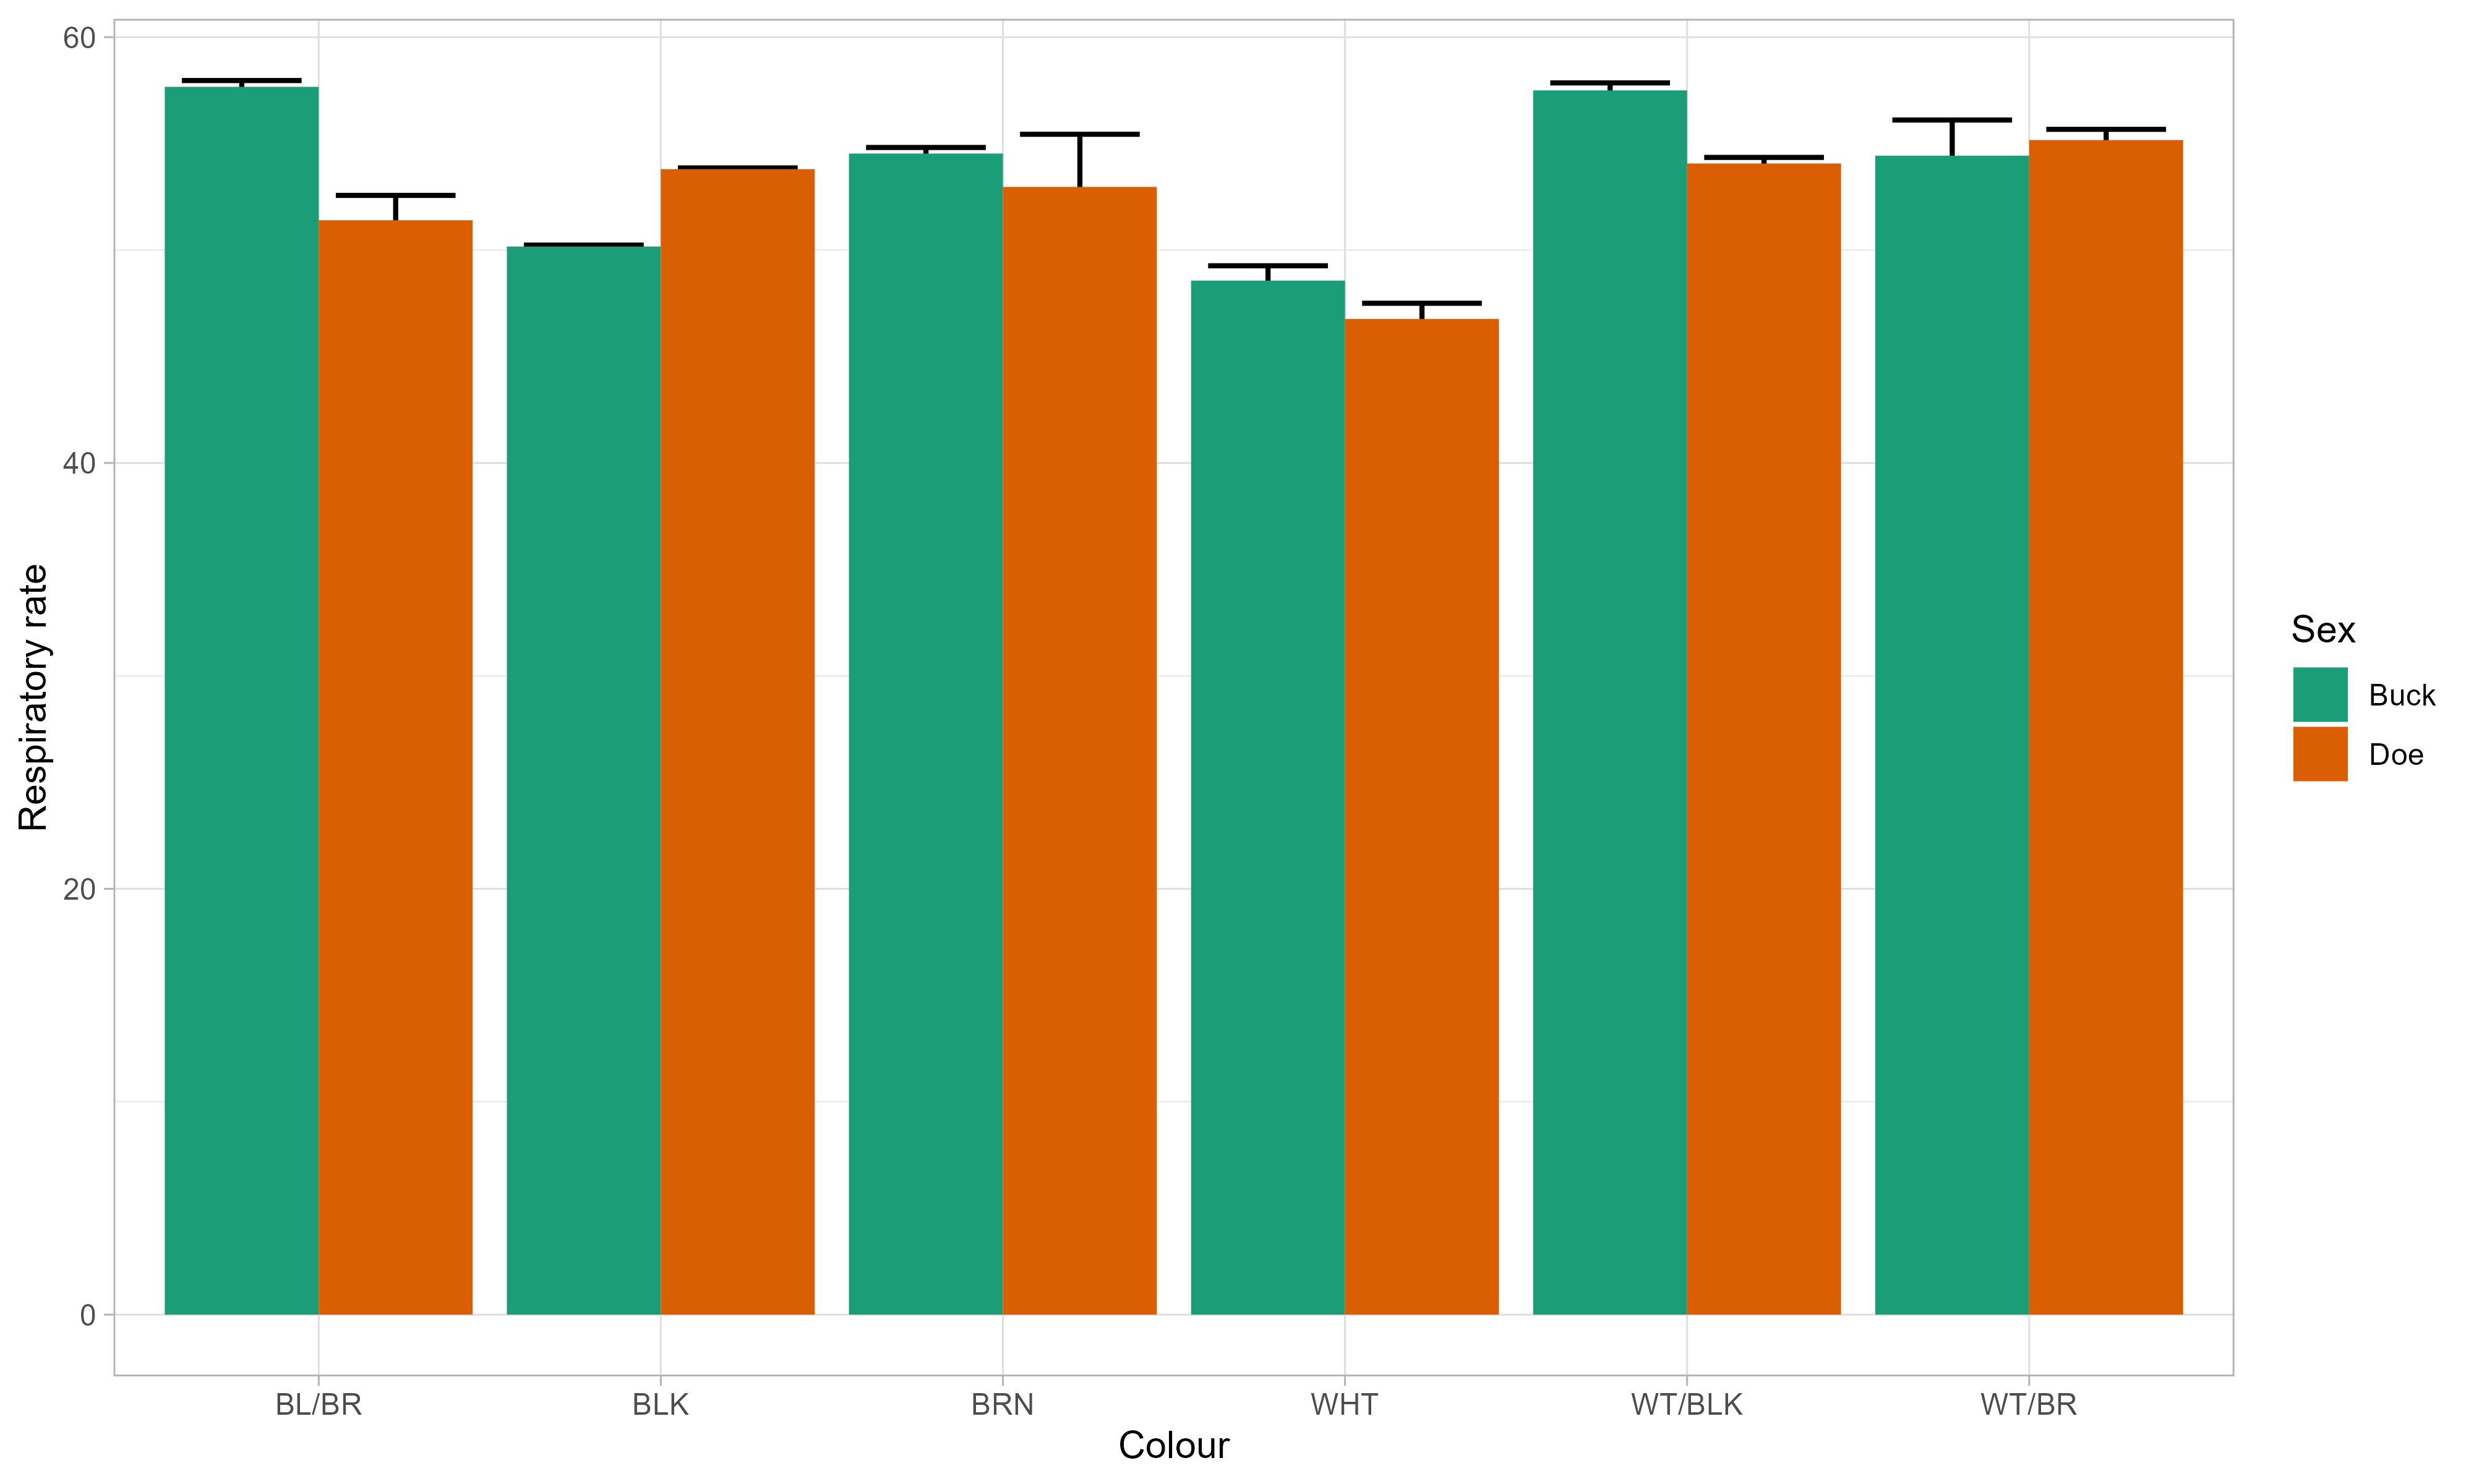 60
40
20
0
Respiratory rate
BL/BR
BLK
BRN
WHT
WT/BLK
WT/BR
Colour
Sex
Buck
Doe